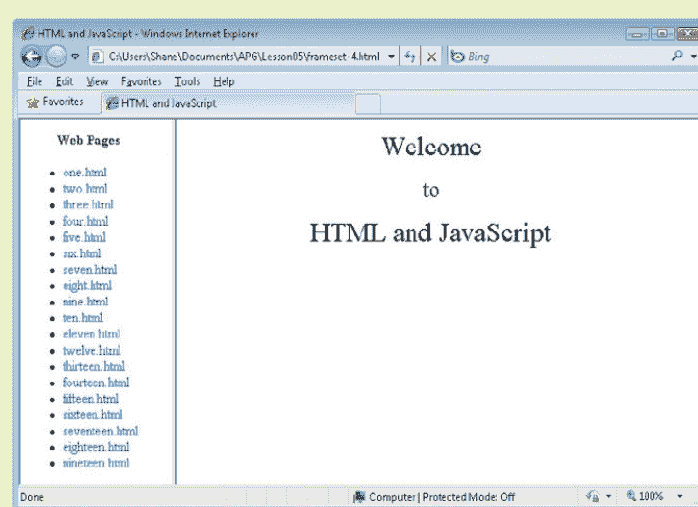 HTML and JavaScript - Windows Internet Explorer
C:\Users\Shane\Documents\APG\Lesson05\frameset-4.html
Bing
File Edit View Favorites Tools Help
Favorites
HTML and JavaScript
Web Pages
one.html
two.html
three.html
four.html
five.html
six.html
seven.html
eight.html
nine.html
ten.html
eleven.html
twelve.html
thirteen.html
fourteen.html
fifteen.html
sixteen.html
seventeen.html
eighteen.html
nineteen.html
Welcome
to
HTML and JavaScript
Done
Computer | Protected Mode: Off
100%